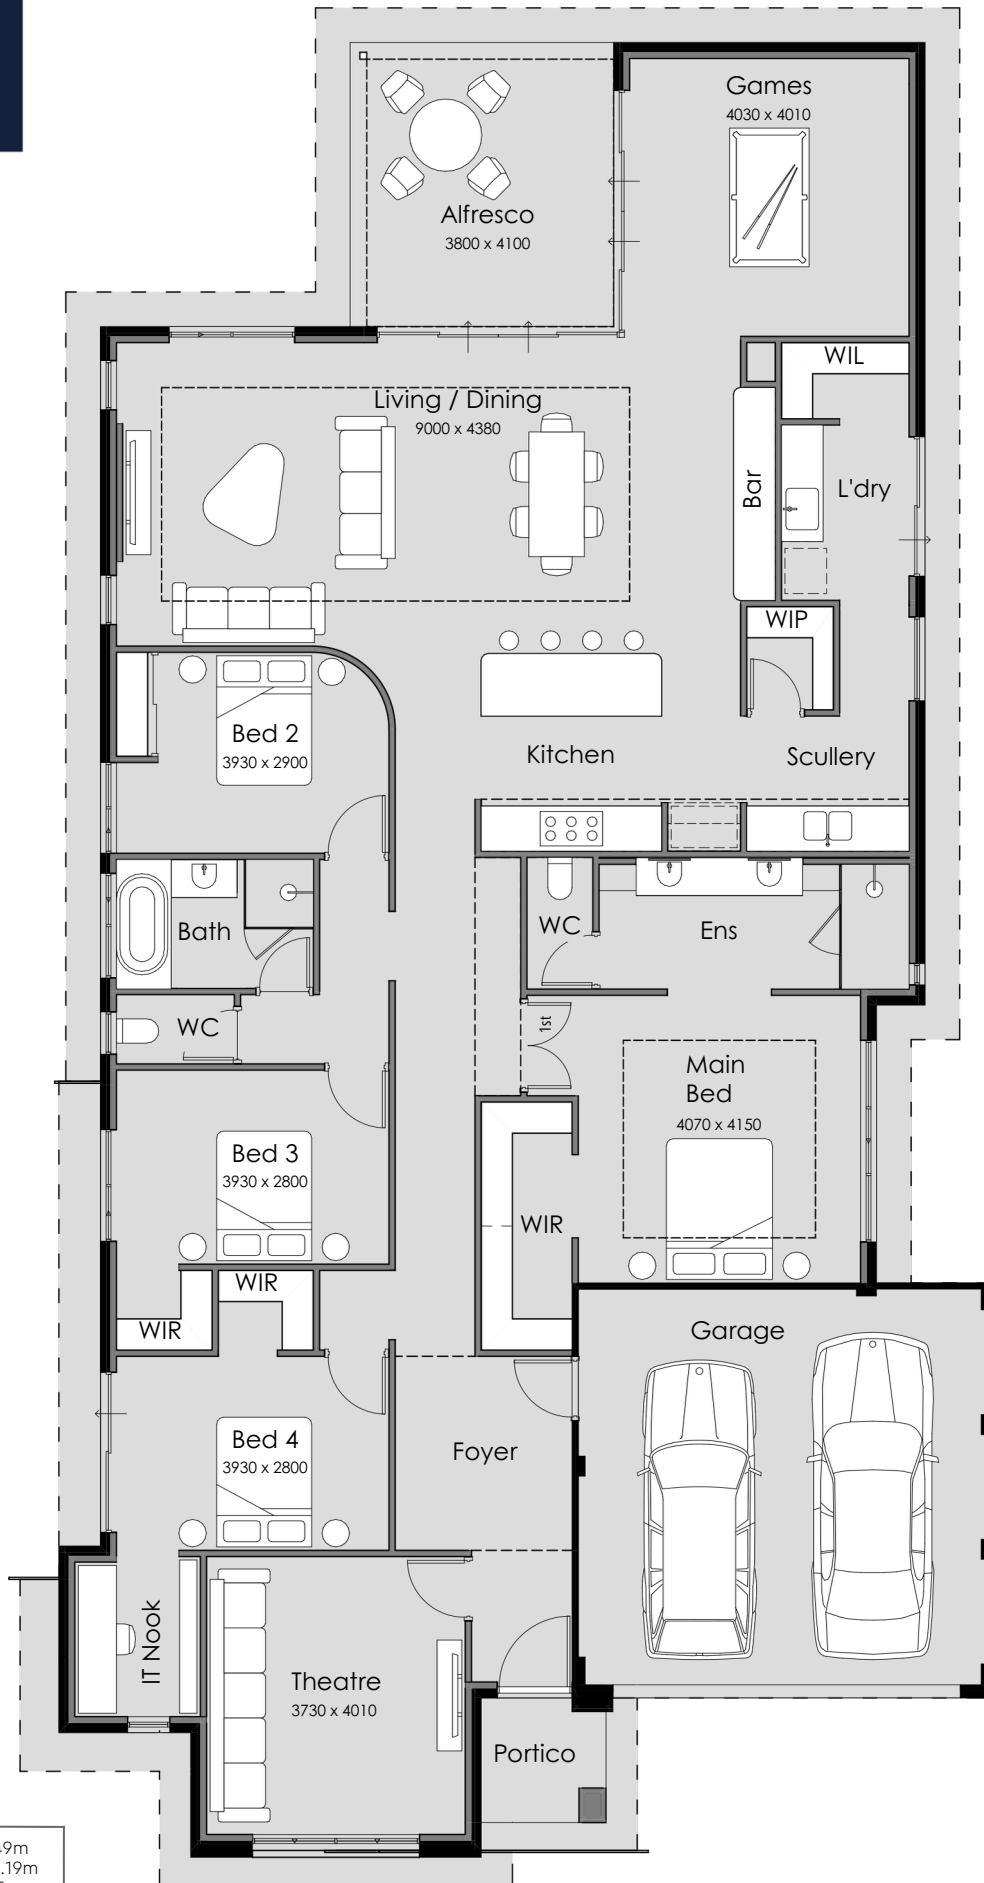 Games
4030 x 4010
Alfresco
3800 x 4100
WIL
Living / Dining
9000 x 4380
Bar
L'dry
WIP
Bed 2
3930 x 2900
Kitchen
Scullery
Bath
WC
Ens
WC
1st
Main
Bed
4070 x 4150
Bed 3
3930 x 2800
WIR
WIR
WIR
Garage
Bed 4
3930 x 2800
Foyer
IT Nook
Theatre
3730 x 4010
Portico
.19m